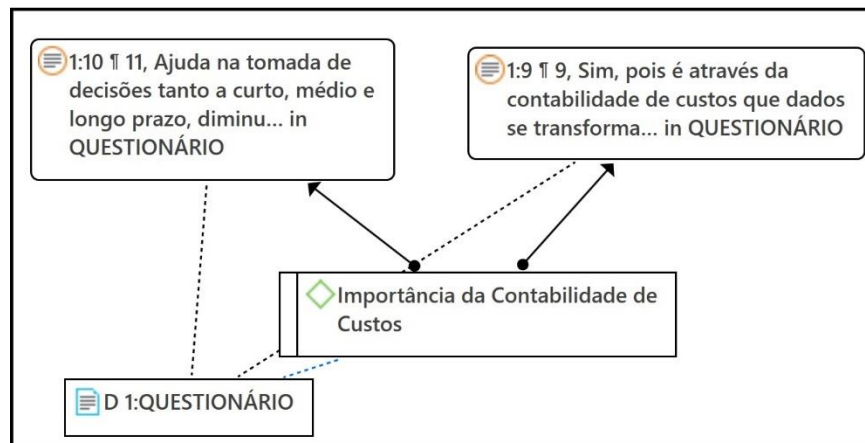 1:10 ¶ 11, Ajuda na tomada de
decisões tanto a curto, médio e
longo prazo, diminu... in
QUESTIONÁRIO
1:9 ¶ 9, Sim, pois é através da
contabilidade de custos que dados
se transforma... in QUESTIONÁRIO
Importância da Contabilidade de
Custos
D 1:QUESTIONÁRIO